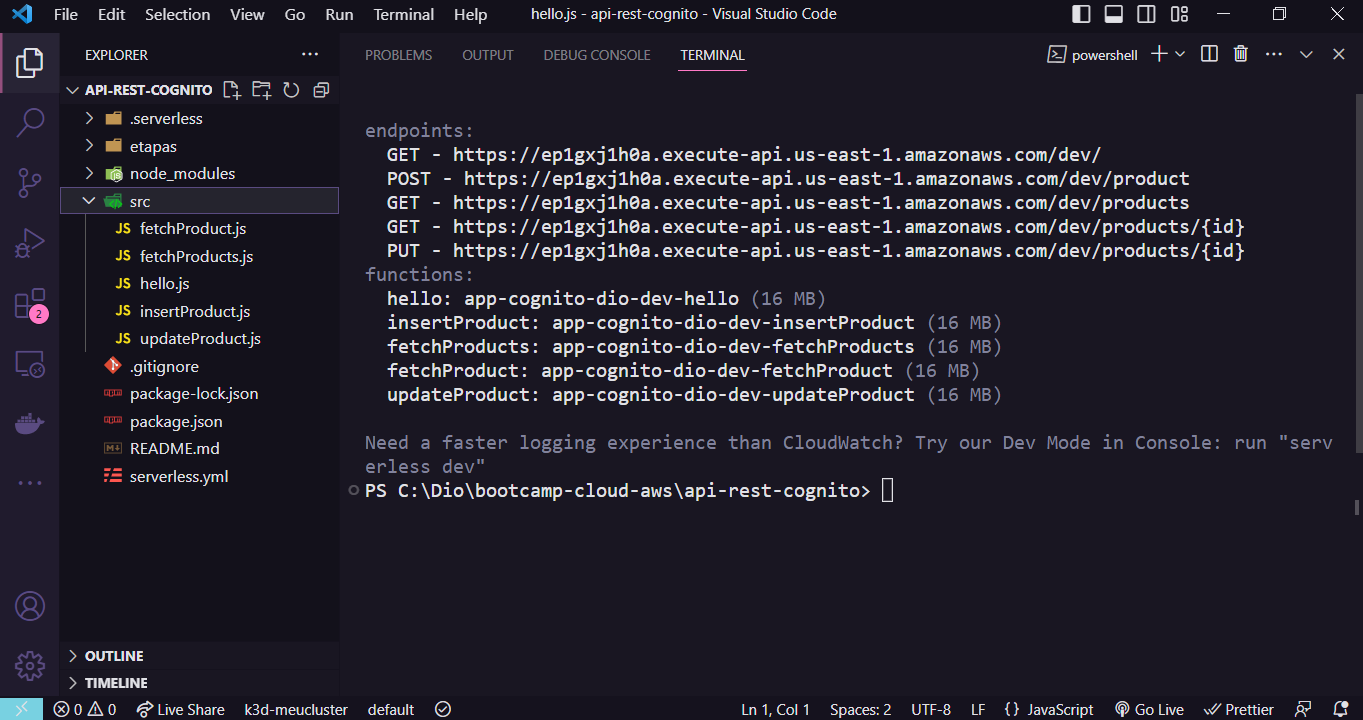 File Edit Selection View Go Run Terminal Help hello.js - api-rest-cognito - Visual Studio Code
EXPLORER
API-REST-COGNITO
.serverless
etapas
node_modules
src
JS fetchProduct.js
JS fetchProducts.js
JS hello.js
JS insertProduct.js
JS updateProduct.js
.gitignore
package-lock.json
package.json
README.md
serverless.yml
OUTLINE
TIMELINE
2
PROBLEMS OUTPUT DEBUG CONSOLE TERMINAL powershell
endpoints:
GET - https://ep1gxj1h0a.execute-api.us-east-1.amazonaws.com/dev/
POST - https://ep1gxj1h0a.execute-api.us-east-1.amazonaws.com/dev/product
GET - https://ep1gxj1h0a.execute-api.us-east-1.amazonaws.com/dev/products
GET - https://ep1gxj1h0a.execute-api.us-east-1.amazonaws.com/dev/products/{id}
PUT - https://ep1gxj1h0a.execute-api.us-east-1.amazonaws.com/dev/products/{id}
functions:
hello: app-cognito-dio-dev-hello (16 MB)
insertProduct: app-cognito-dio-dev-insertProduct (16 MB)
fetchProducts: app-cognito-dio-dev-fetchProducts (16 MB)
fetchProduct: app-cognito-dio-dev-fetchProduct (16 MB)
updateProduct: app-cognito-dio-dev-updateProduct (16 MB)
Need a faster logging experience than CloudWatch? Try our Dev Mode in Console: run "serv
erless dev"
PS C:\Dio\bootcamp-cloud-aws\api-rest-cognito>
0 0 Live Share k3d-meucluster default Ln 1, Col 1 Spaces: 2 UTF-8 LF {} JavaScript Go Live Prettier